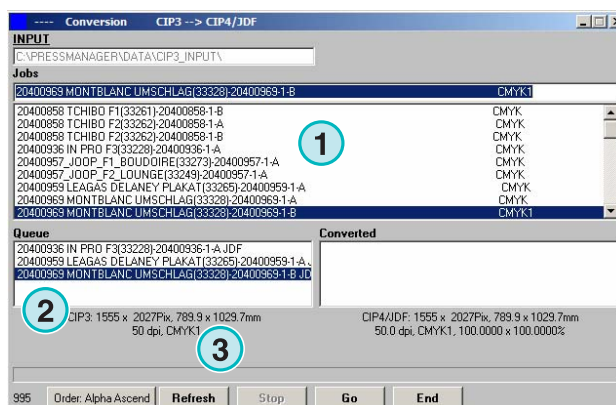 ---- Conversion CIP3 --> CIP4/JDF
INPUT
C:\PRESSMANAGER\DATA\CIP3_INPUT\
Jobs
20400969 MONTBLANC UMSCHLAG(33328)-20400969-1-B CMYK1
20400858 TCHIBO F1(33261)-20400858-1-B CMYK
20400858 TCHIBO F2(33262)-20400858-1-A CMYK
20400858 TCHIBO F2(33262)-20400858-1-B CMYK
20400936 IN PRO F3(33228)-20400936-1-A CMYK
20400957_JOOP_F1_BOUDOIRE(33273)-20400957-1-A CMYK
20400957_JOOP_F2_LOUNGE(33249)-20400957-1-A CMYK
20400959 LEAGAS DELANEY PLAKAT(33265)-20400959-1-A CMYK
20400969 MONTBLANC UMSCHLAG(33328)-20400969-1-A CMYK
20400969 MONTBLANC UMSCHLAG(33328)-20400969-1-B CMYK1
1
Queue Converted
20400936 IN PRO F3(33228)-20400936-1-A.JDF
20400959 LEAGAS DELANEY PLAKAT(33265)-20400959-1-A.J
20400969 MONTBLANC UMSCHLAG(33328)-20400969-1-B.JD
2
CIP3: 1555 x 2027Pix, 789.9 x 1029.7mm CIP4/JDF: 1555 x 2027Pix, 789.9 x 1029.7mm
50 dpi, CMYK1 50.0 dpi, CMYK1, 100.0000 x 100.0000%
3
995 Order: Alpha Ascend Refresh Stop Go End